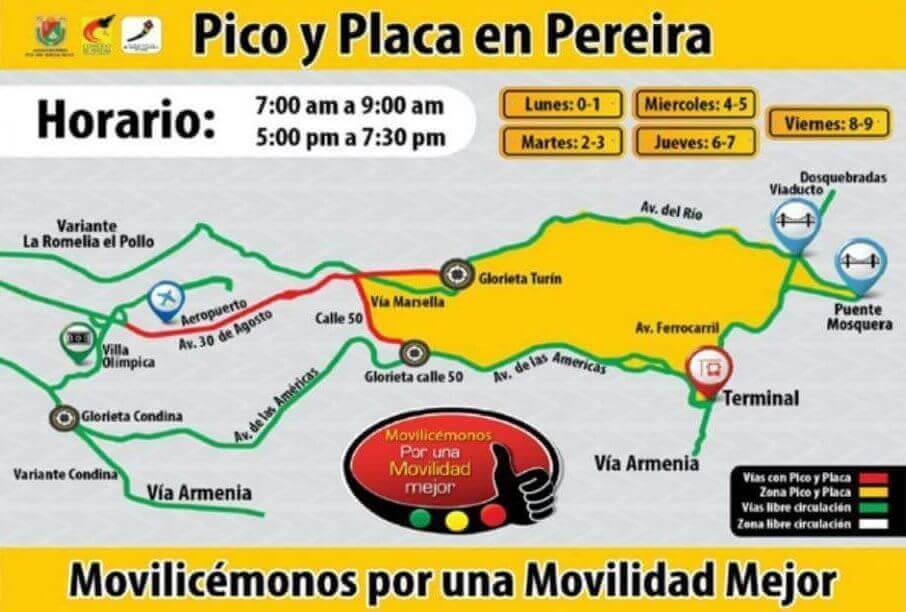 Pico y Placa en Pereira
Horario:
7:00 am a 9:00 am
5:00 pm a 7:30 pm
Lunes: 0-1
Miercoles: 4-5
Viernes: 8-9
Martes: 2-3
Jueves: 6-7
Dosquebradas
Viaducto
Av. del Río
Variante
La Romelia el Pollo
Glorieta Turín
Vía Marsella
Aeropuerto
Av. 30 de Agosto
Calle 50
Puente
Mosquera
Av. Ferrocarril
Villa
Olímpica
Glorieta calle 50
Av. de las Americas
Terminal
Glorieta Condina
Av. de las Américas
Movilicémonos
Por una
Movilidad
mejor
Variante Condina
Vía Armenia
Vía Armenia
Vías con Pico y Placa
Zona Pico y Placa
Vías libre circulación
Zona libre circulación
Movilicémonos por una Movilidad Mejor